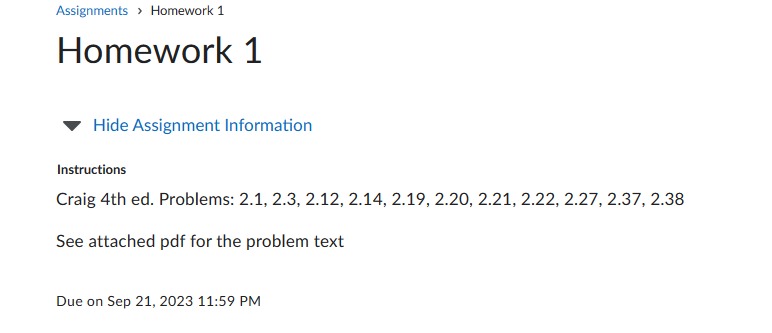 Assignments › Homework 1
Homework 1
Hide Assignment Information
Instructions
Craig 4th ed. Problems: 2.1, 2.3, 2.12, 2.14, 2.19, 2.20, 2.21, 2.22, 2.27, 2.37, 2.38
See attached pdf for the problem text
Due on Sep 21, 2023 11:59 PM